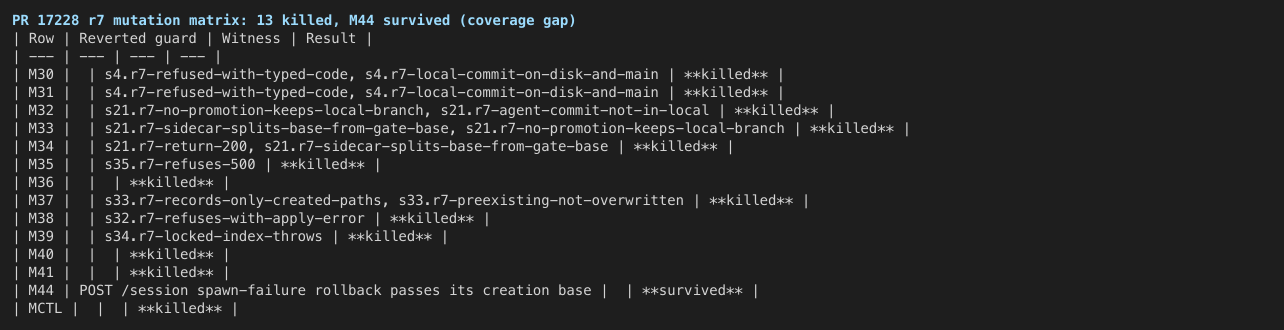 PR 17228 r7 mutation matrix: 13 killed, M44 survived (coverage gap)
| Row | Reverted guard | Witness | Result |
| --- | --- | --- | --- |
| M30 |  | s4.r7-refused-with-typed-code, s4.r7-local-commit-on-disk-and-main | **killed** |
| M31 |  | s4.r7-refused-with-typed-code, s4.r7-local-commit-on-disk-and-main | **killed** |
| M32 |  | s21.r7-no-promotion-keeps-local-branch, s21.r7-agent-commit-not-in-local | **killed** |
| M33 |  | s21.r7-sidecar-splits-base-from-gate-base, s21.r7-no-promotion-keeps-local-branch | **killed** |
| M34 |  | s21.r7-return-200, s21.r7-sidecar-splits-base-from-gate-base | **killed** |
| M35 |  | s35.r7-refuses-500 | **killed** |
| M36 |  |  | **killed** |
| M37 |  | s33.r7-records-only-created-paths, s33.r7-preexisting-not-overwritten | **killed** |
| M38 |  | s32.r7-refuses-with-apply-error | **killed** |
| M39 |  | s34.r7-locked-index-throws | **killed** |
| M40 |  |  | **killed** |
| M41 |  |  | **killed** |
| M44 | POST /session spawn-failure rollback passes its creation base |  | **survived** |
| MCTL |  |  | **killed** |